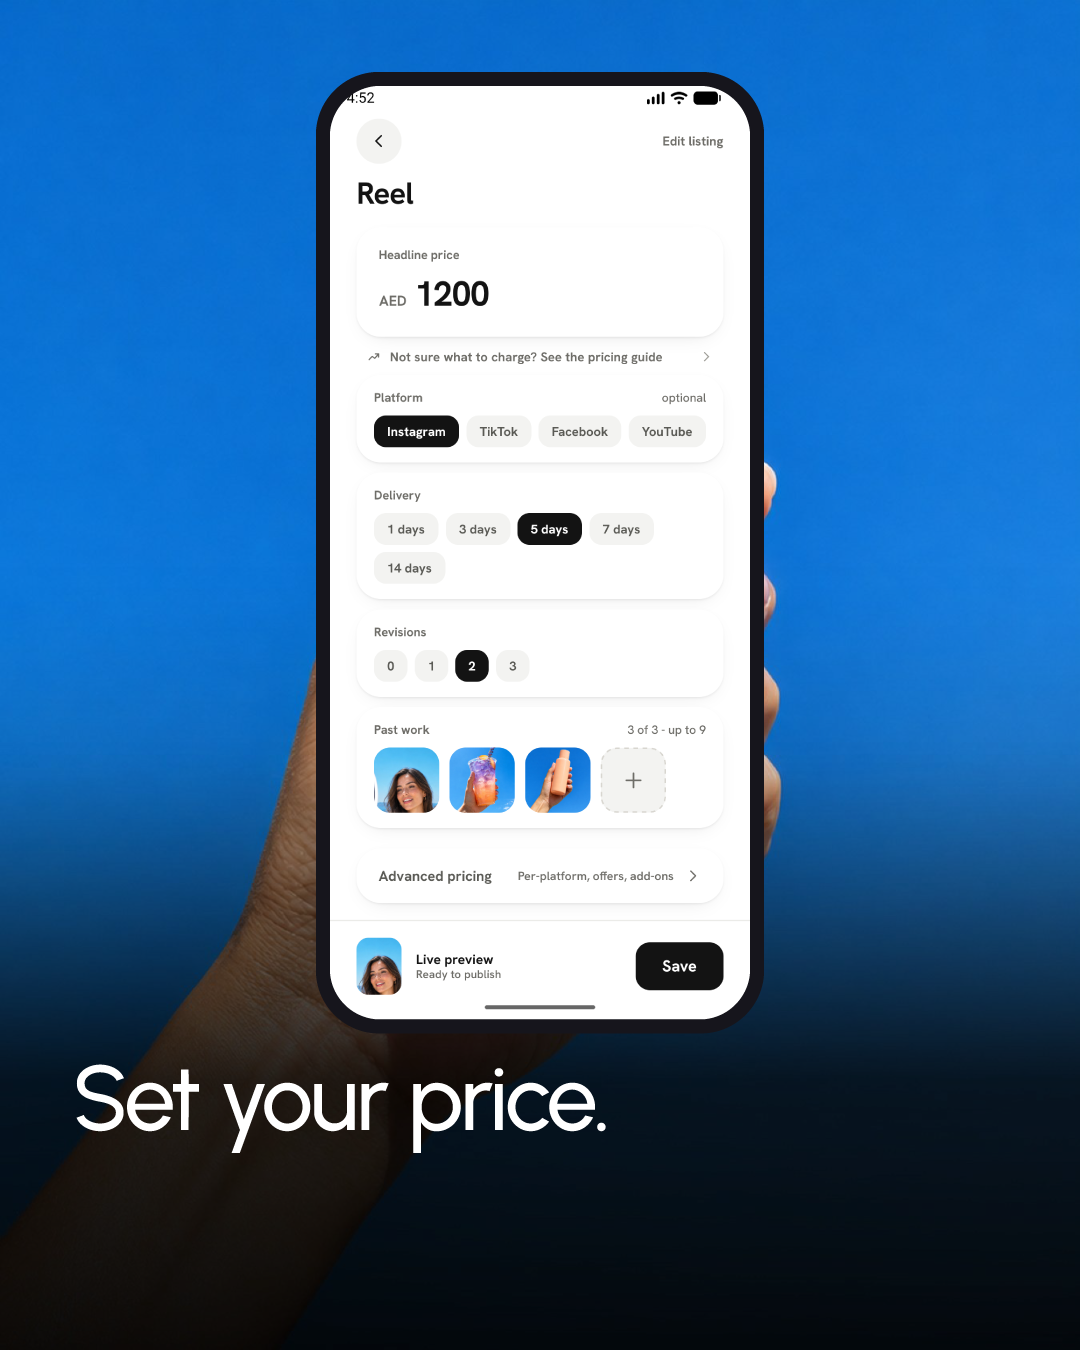 4:52
Edit listing
Reel
Headline price
AED 1200
Not sure what to charge? See the pricing guide
Platform optional
Instagram TikTok Facebook YouTube
Delivery
1 days 3 days 5 days 7 days
14 days
Revisions
0 1 2 3
Past work 3 of 3 - up to 9
Advanced pricing Per-platform, offers, add-ons
Live preview
Ready to publish
Save
Set your price.